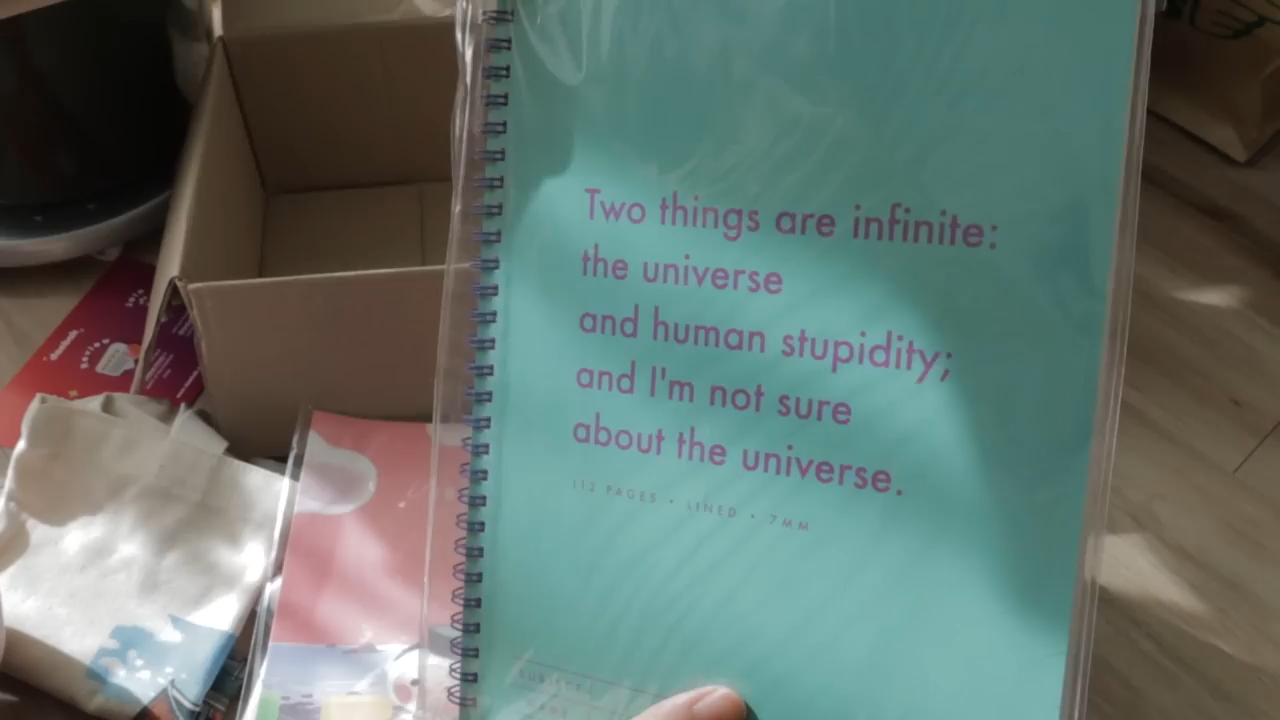 Two things are infinite:
the universe
and human stupidity;
and I'm not sure
about the universe.
112 PAGES • LINED • 7MM
SUBJECT